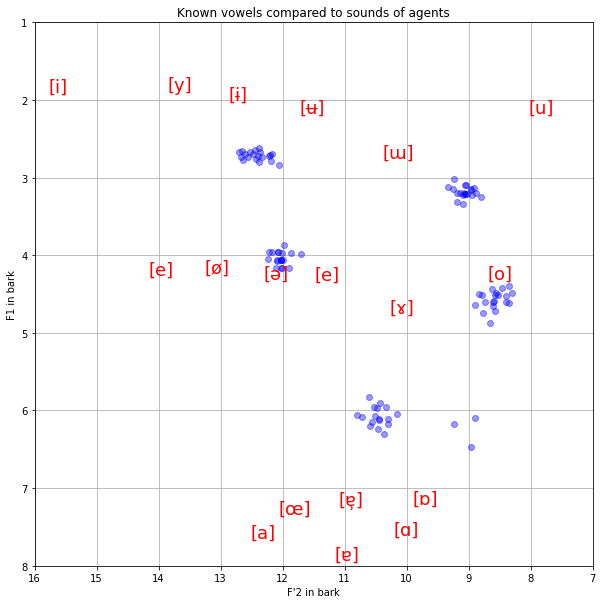 Known vowels compared to sounds of agents
1
[i]
[y]
[ɨ]
2
[ʉ]
[u]
[ɯ]
3
F1 in bark
4
[e]
[ø]
[ə]
[e]
[o]
[ɤ]
5
6
7
[œ]
[ɐ̟]
[ɒ]
[a]
[ɑ]
[ɐ]
8
16 15 14 13 12 11 10 9 8 7
F'2 in bark